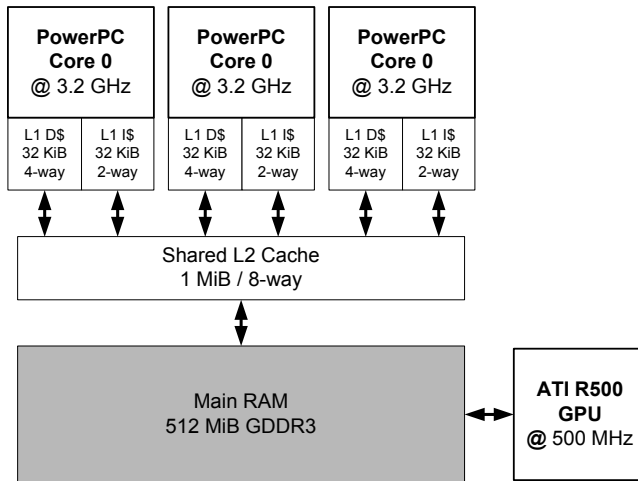 PowerPC
Core 0
@ 3.2 GHz
PowerPC
Core 0
@ 3.2 GHz
PowerPC
Core 0
@ 3.2 GHz
L1 D$
32 KiB
4-way
L1 I$
32 KiB
2-way
L1 D$
32 KiB
4-way
L1 I$
32 KiB
2-way
L1 D$
32 KiB
4-way
L1 I$
32 KiB
2-way
Shared L2 Cache
1 MiB / 8-way
Main RAM
512 MiB GDDR3
ATI R500
GPU
@ 500 MHz